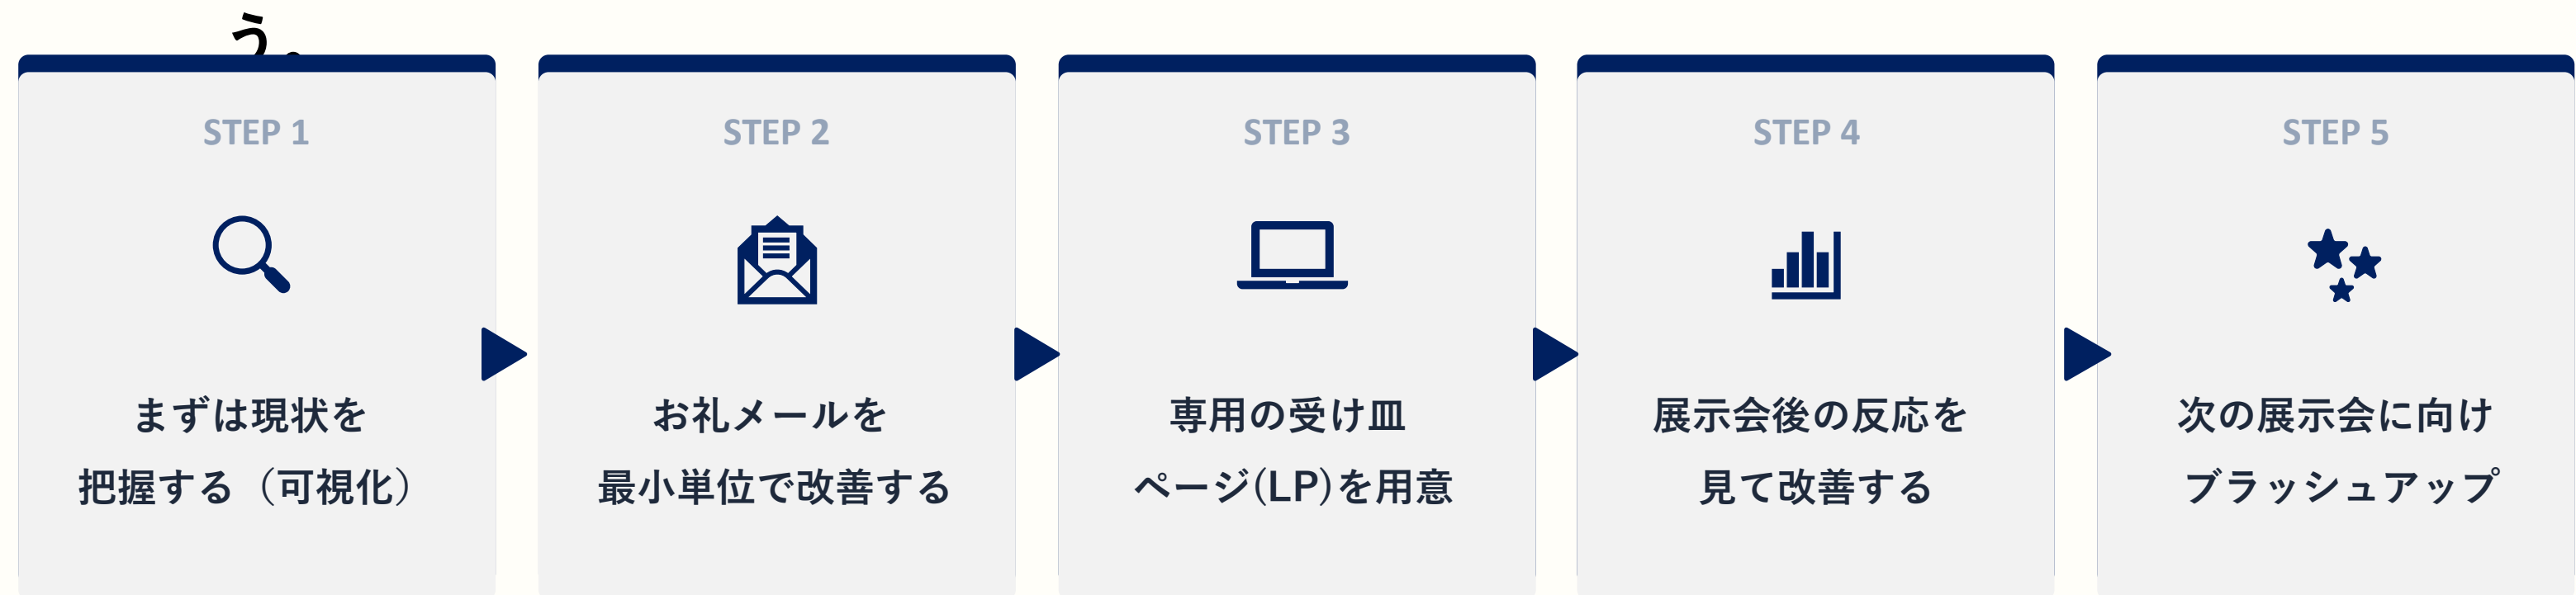 う。
STEP 1
まずは現状を
把握する（可視化）
STEP 2
お礼メールを
最小単位で改善する
STEP 3
専用の受け皿
ページ(LP)を用意
STEP 4
展示会後の反応を
見て改善する
STEP 5
次の展示会に向け
ブラッシュアップ